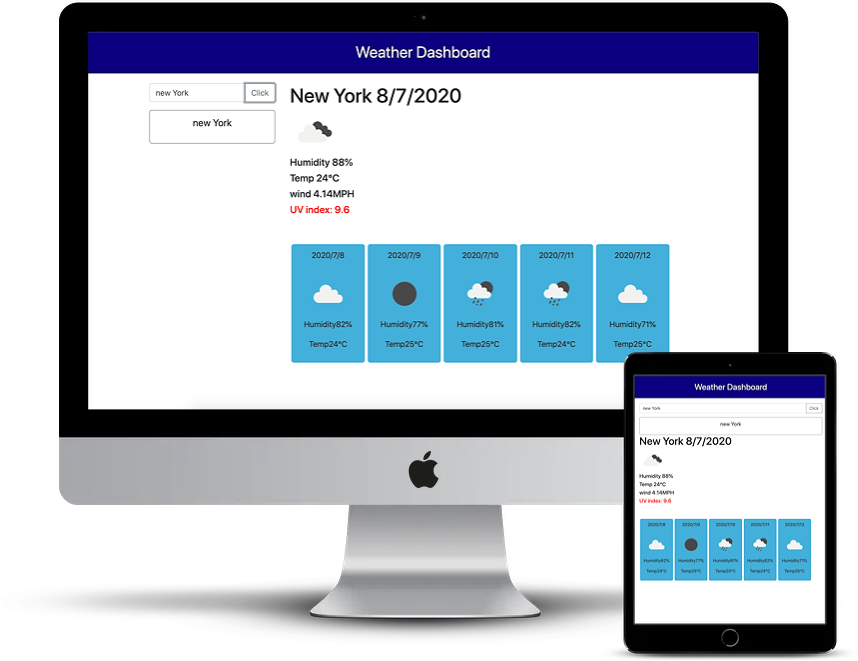 Weather Dashboard
new York
Click
new York
New York 8/7/2020
Humidity 88%
Temp 24°C
wind 4.14MPH
UV index: 9.6
2020/7/8
Humidity82%
Temp24°C
2020/7/9
Humidity77%
Temp25°C
2020/7/10
Humidity81%
Temp25°C
2020/7/11
Humidity82%
Temp24°C
2020/7/12
Humidity71%
Temp25°C
Weather Dashboard
new York
Click
new York
New York 8/7/2020
Humidity 88%
Temp 24°C
wind 4.14MPH
UV index: 9.6
2020/7/8
Humidity82%
Temp24°C
2020/7/9
Humidity77%
Temp25°C
2020/7/10
Humidity81%
Temp25°C
2020/7/11
Humidity82%
Temp24°C
2020/7/12
Humidity71%
Temp25°C